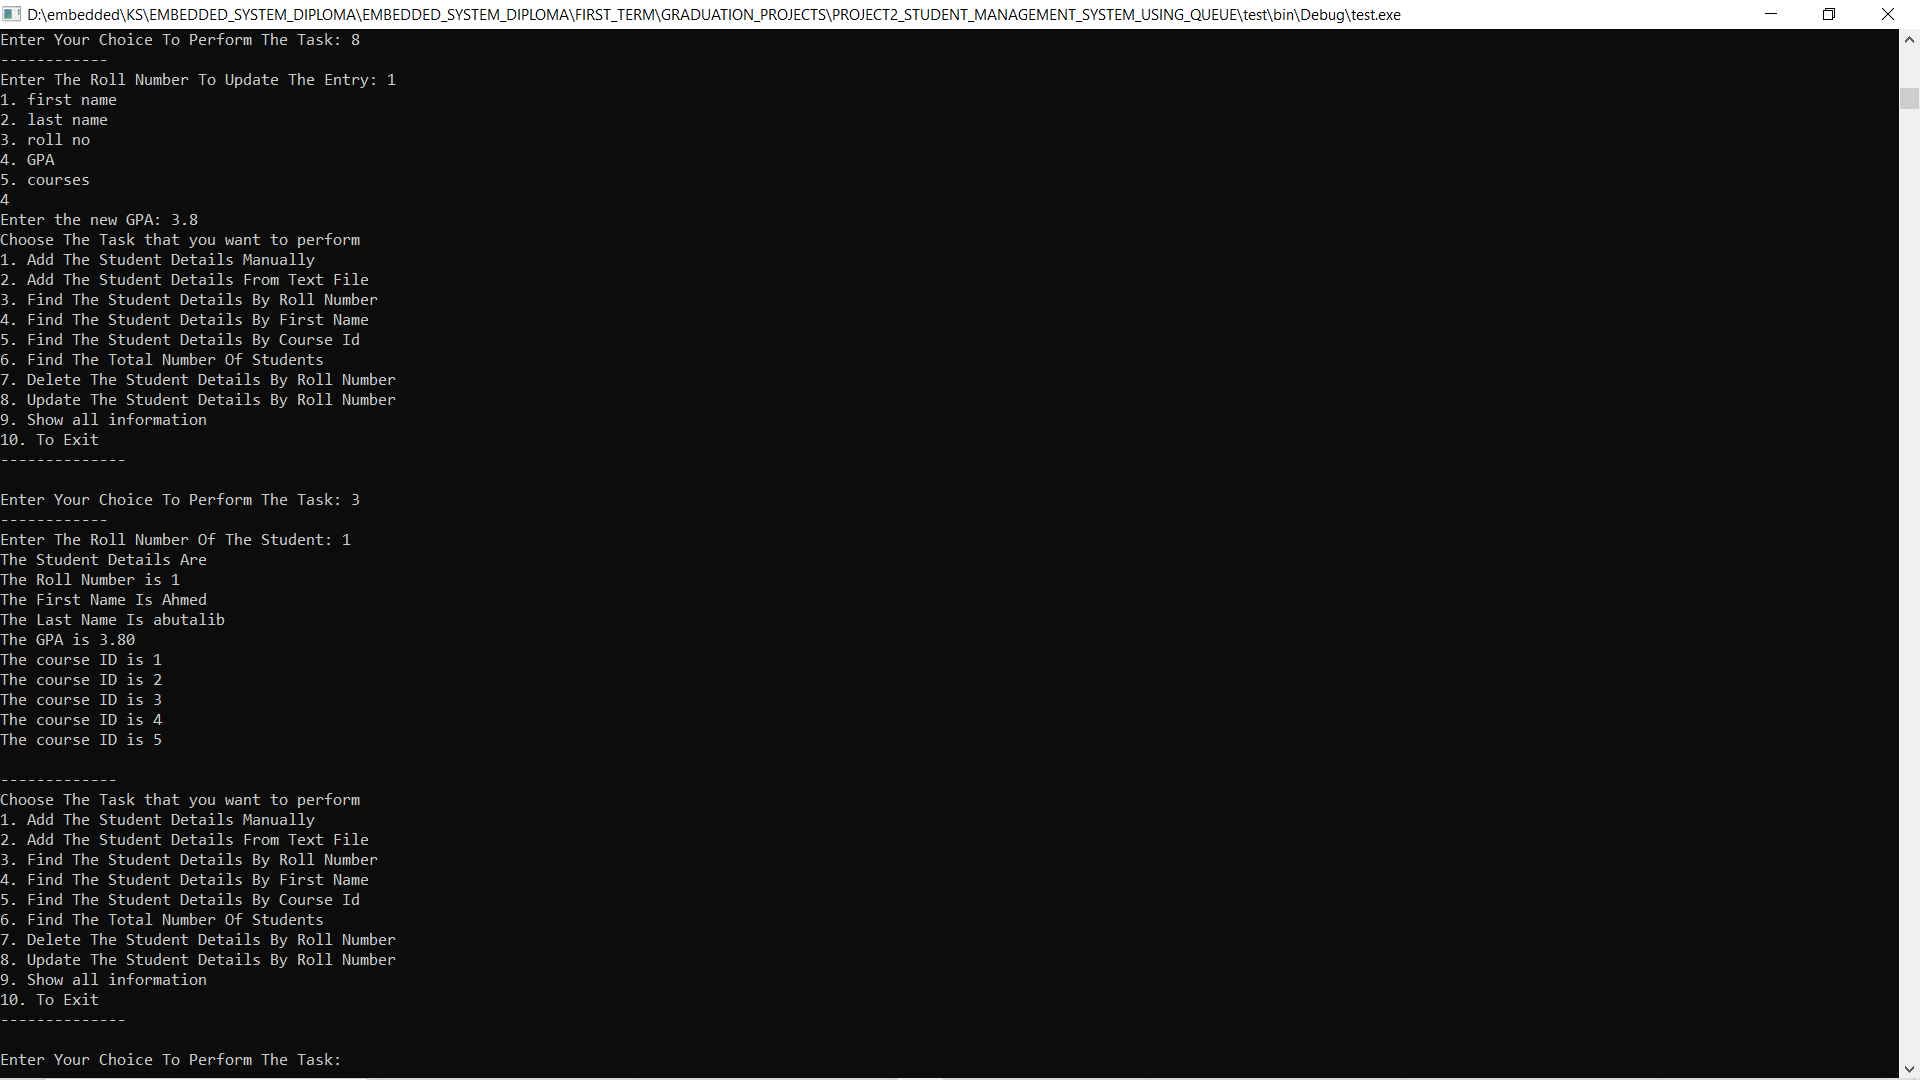 D:\embedded\KS\EMBEDDED_SYSTEM_DIPLOMA\EMBEDDED_SYSTEM_DIPLOMA\FIRST_TERM\GRADUATION_PROJECTS\PROJECT2_STUDENT_MANAGEMENT_SYSTEM_USING_QUEUE\test\bin\Debug\test.exe
Enter Your Choice To Perform The Task: 8
------------
Enter The Roll Number To Update The Entry: 1
1. first name
2. last name
3. roll no
4. GPA
5. courses
4
Enter the new GPA: 3.8
Choose The Task that you want to perform
1. Add The Student Details Manually
2. Add The Student Details From Text File
3. Find The Student Details By Roll Number
4. Find The Student Details By First Name
5. Find The Student Details By Course Id
6. Find The Total Number Of Students
7. Delete The Student Details By Roll Number
8. Update The Student Details By Roll Number
9. Show all information
10. To Exit
--------------
Enter Your Choice To Perform The Task: 3
------------
Enter The Roll Number Of The Student: 1
The Student Details Are
The Roll Number is 1
The First Name Is Ahmed
The Last Name Is abutalib
The GPA is 3.80
The course ID is 1
The course ID is 2
The course ID is 3
The course ID is 4
The course ID is 5
-------------
Choose The Task that you want to perform
1. Add The Student Details Manually
2. Add The Student Details From Text File
3. Find The Student Details By Roll Number
4. Find The Student Details By First Name
5. Find The Student Details By Course Id
6. Find The Total Number Of Students
7. Delete The Student Details By Roll Number
8. Update The Student Details By Roll Number
9. Show all information
10. To Exit
--------------
Enter Your Choice To Perform The Task: